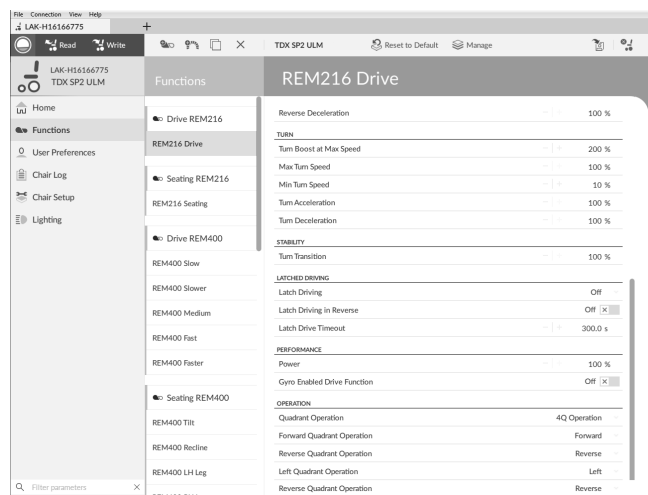 File Connection View Help
LAK-H16166775 +
Read Write TDX SP2 ULM Reset to Default Manage
LAK-H16166775
TDX SP2 ULM
Home
Functions
User Preferences
Chair Log
Chair Setup
Lighting
Filter parameters
Functions
Drive REM216
REM216 Drive
Seating REM216
REM216 Seating
Drive REM400
REM400 Slow
REM400 Slower
REM400 Medium
REM400 Fast
REM400 Faster
Seating REM400
REM400 Tilt
REM400 Recline
REM400 LH Leg
REM216 Drive
Reverse Deceleration 100 %
TURN
Turn Boost at Max Speed 200 %
Max Turn Speed 100 %
Min Turn Speed 10 %
Turn Acceleration 100 %
Turn Deceleration 100 %
STABILITY
Turn Transition 100 %
LATCHED DRIVING
Latch Driving Off
Latch Driving in Reverse Off
Latch Drive Timeout 300.0 s
PERFORMANCE
Power 100 %
Gyro Enabled Drive Function Off
OPERATION
Quadrant Operation 4Q Operation
Forward Quadrant Operation Forward
Reverse Quadrant Operation Reverse
Left Quadrant Operation Left
Reverse Quadrant Operation Reverse